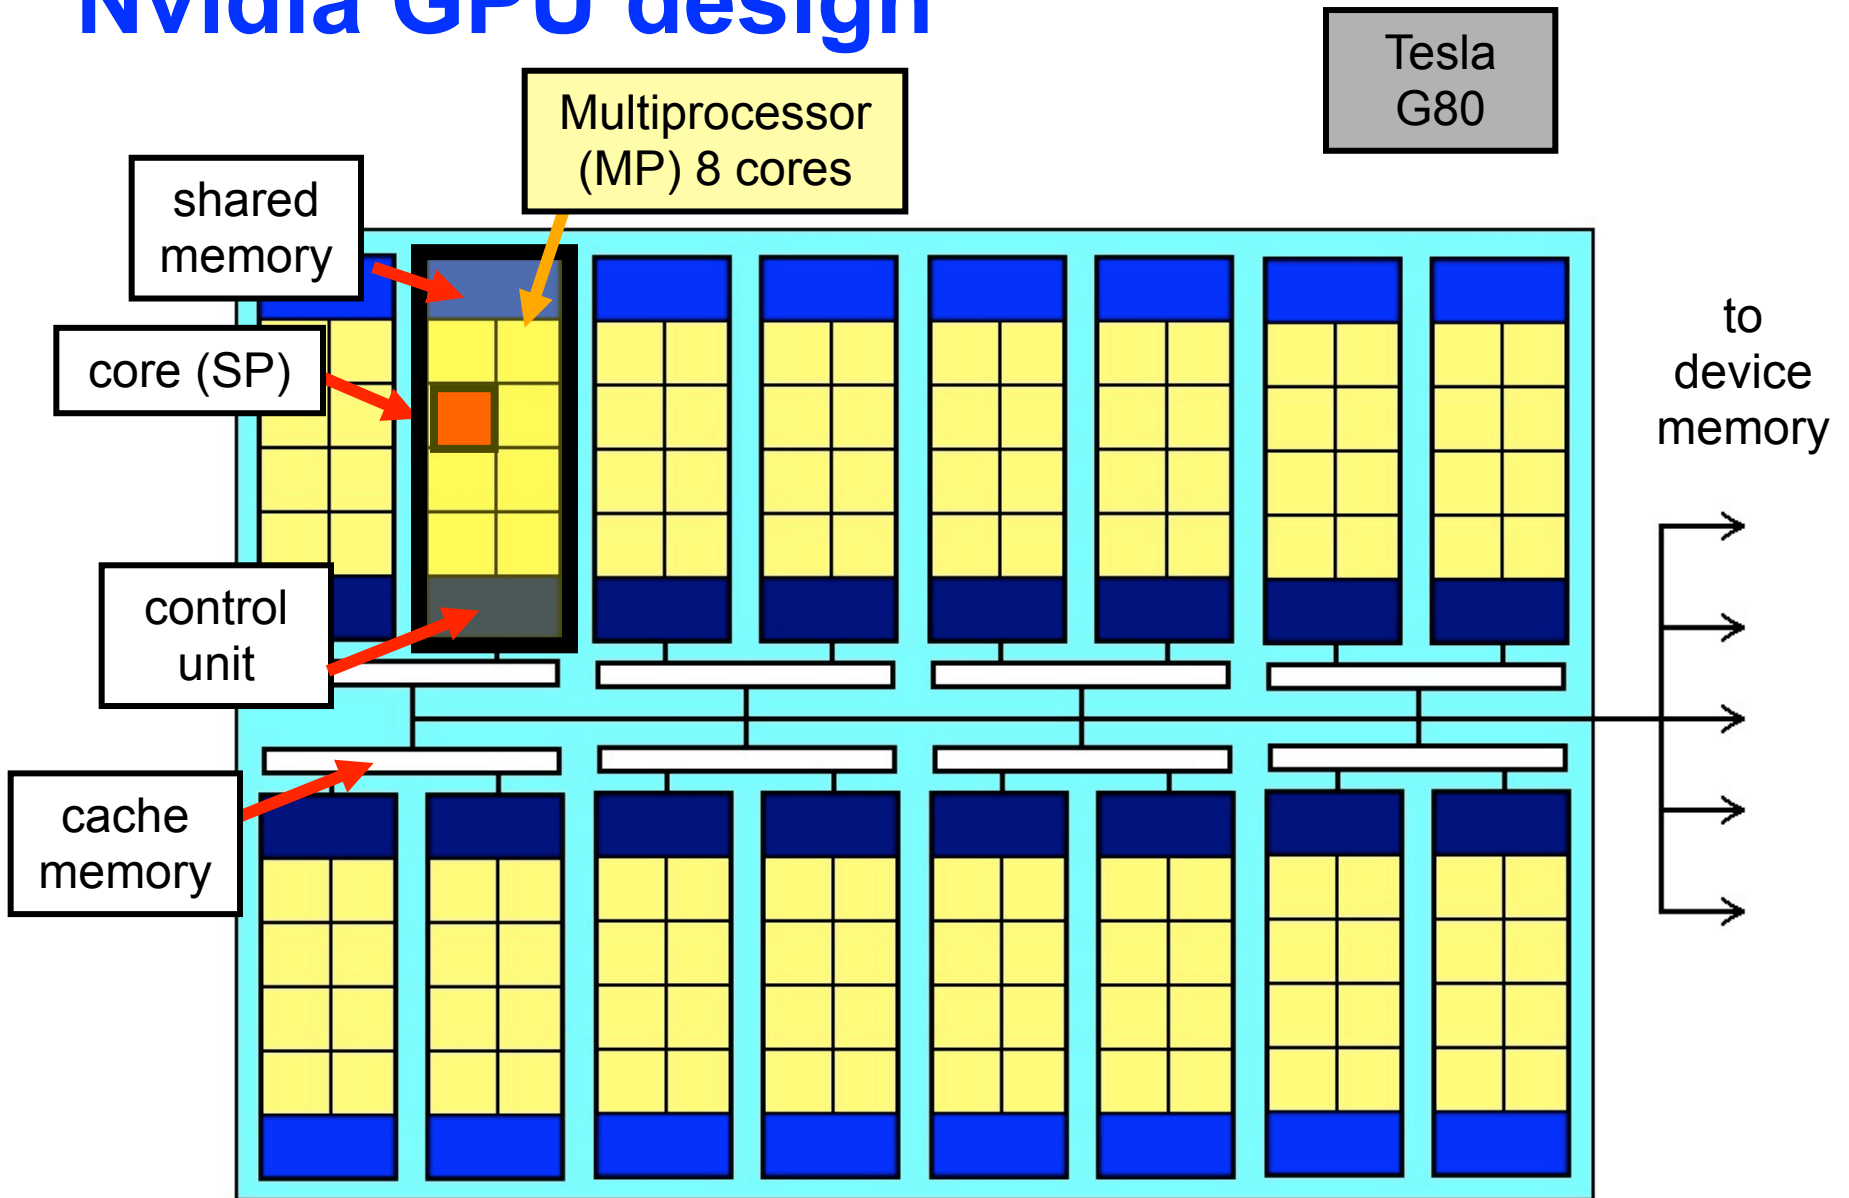 Nvidia GPU design
Tesla
G80
Multiprocessor
(MP) 8 cores
shared
memory
core (SP)
to
device
memory
control
unit
cache
memory